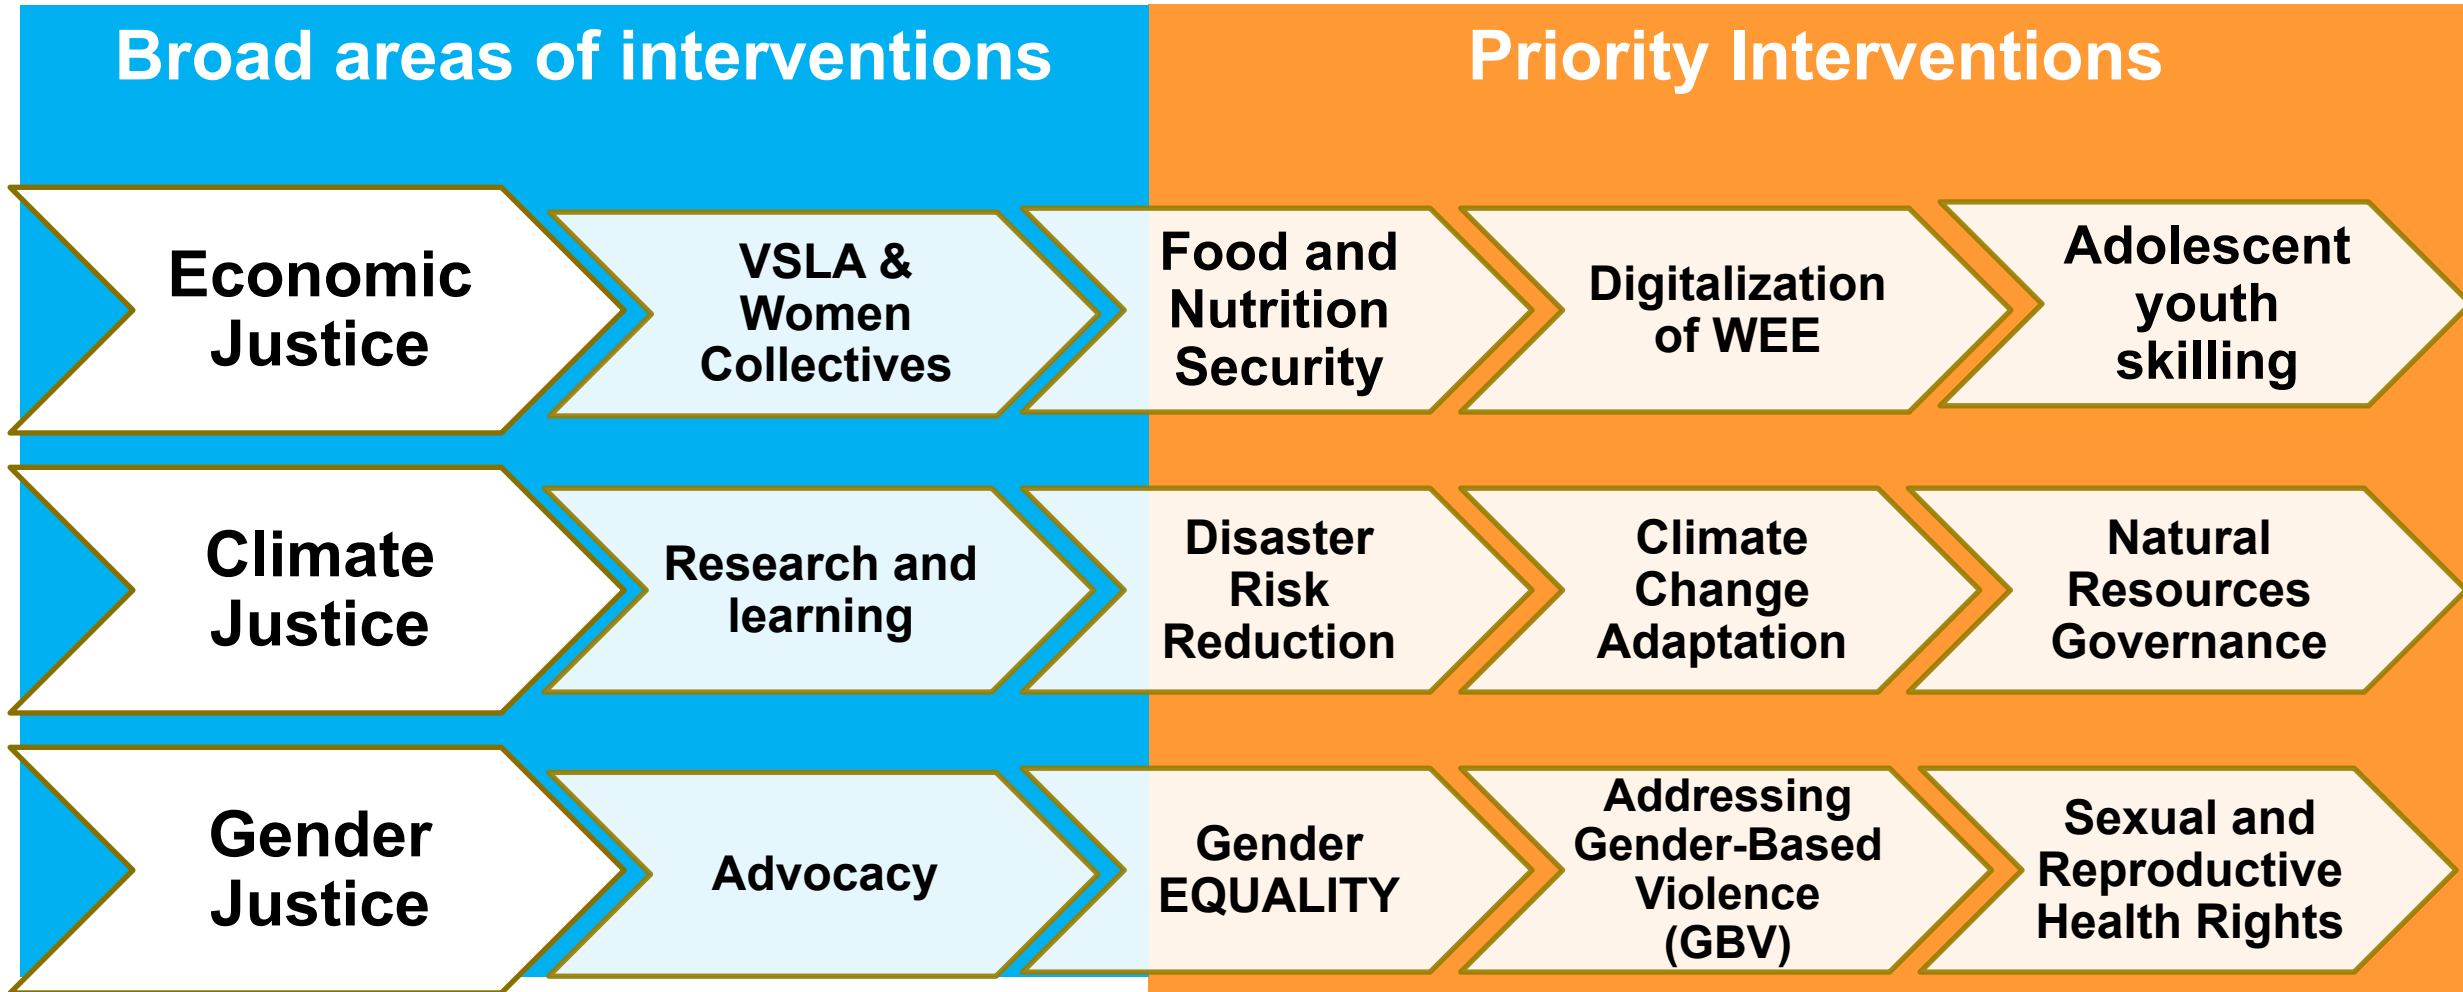 Broad areas of interventions
Priority Interventions
Economic
Justice
VSLA &
Women
Collectives
Food and
Nutrition
Security
Digitalization
of WEE
Adolescent
youth
skilling
Climate
Justice
Research and
learning
Disaster
Risk
Reduction
Climate
Change
Adaptation
Natural
Resources
Governance
Gender
Justice
Advocacy
Gender
EQUALITY
Addressing
Gender-Based
Violence
(GBV)
Sexual and
Reproductive
Health Rights